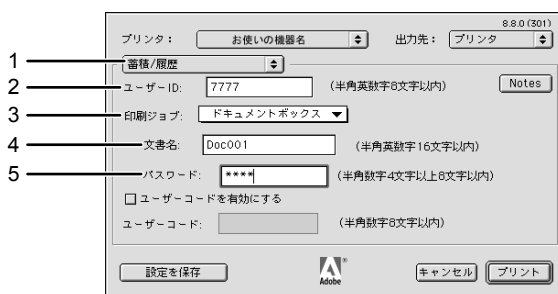 8.8.0 (301)
プリンタ： お使いの機器名 出力先： プリンタ
1 蓄積/履歴
2 ユーザーID: 7777 (半角英数字8文字以内) Notes
3 印刷ジョブ: ドキュメントボックス
4 文書名: Doc001 (半角英数字16文字以内)
5 パスワード: **** (半角数字4文字以上8文字以内)
ユーザーコードを有効にする
ユーザーコード: (半角数字8文字以内)
設定を保存 Adobe キャンセル プリント